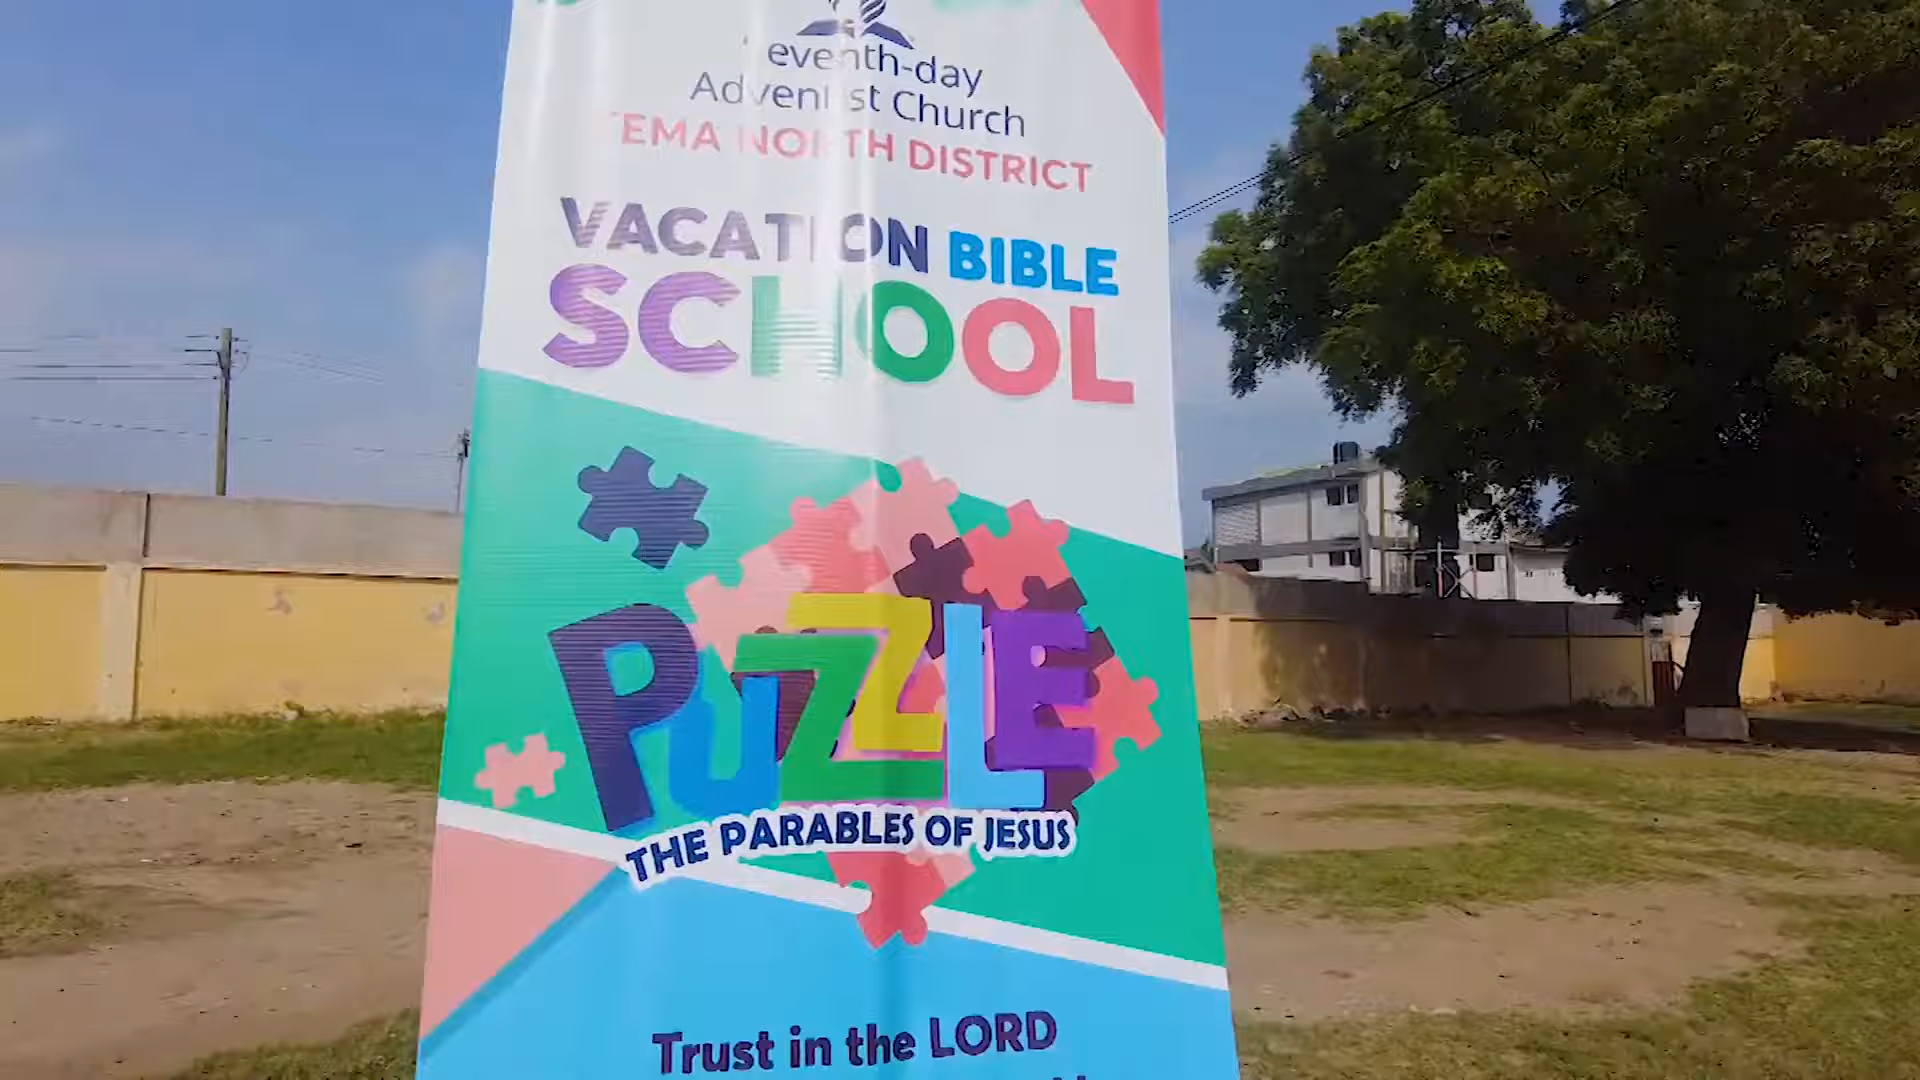 eventh-day
Adventist Church
TEMA NORTH DISTRICT
VACATION BIBLE
SCHOOL
PUZZLE
THE PARABLES OF JESUS
Trust in the LORD